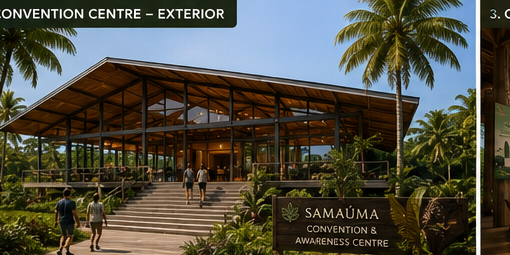 CONVENTION CENTRE – EXTERIOR
3. C
SAMAÚMA
CONVENTION &
AWARENESS CENTRE